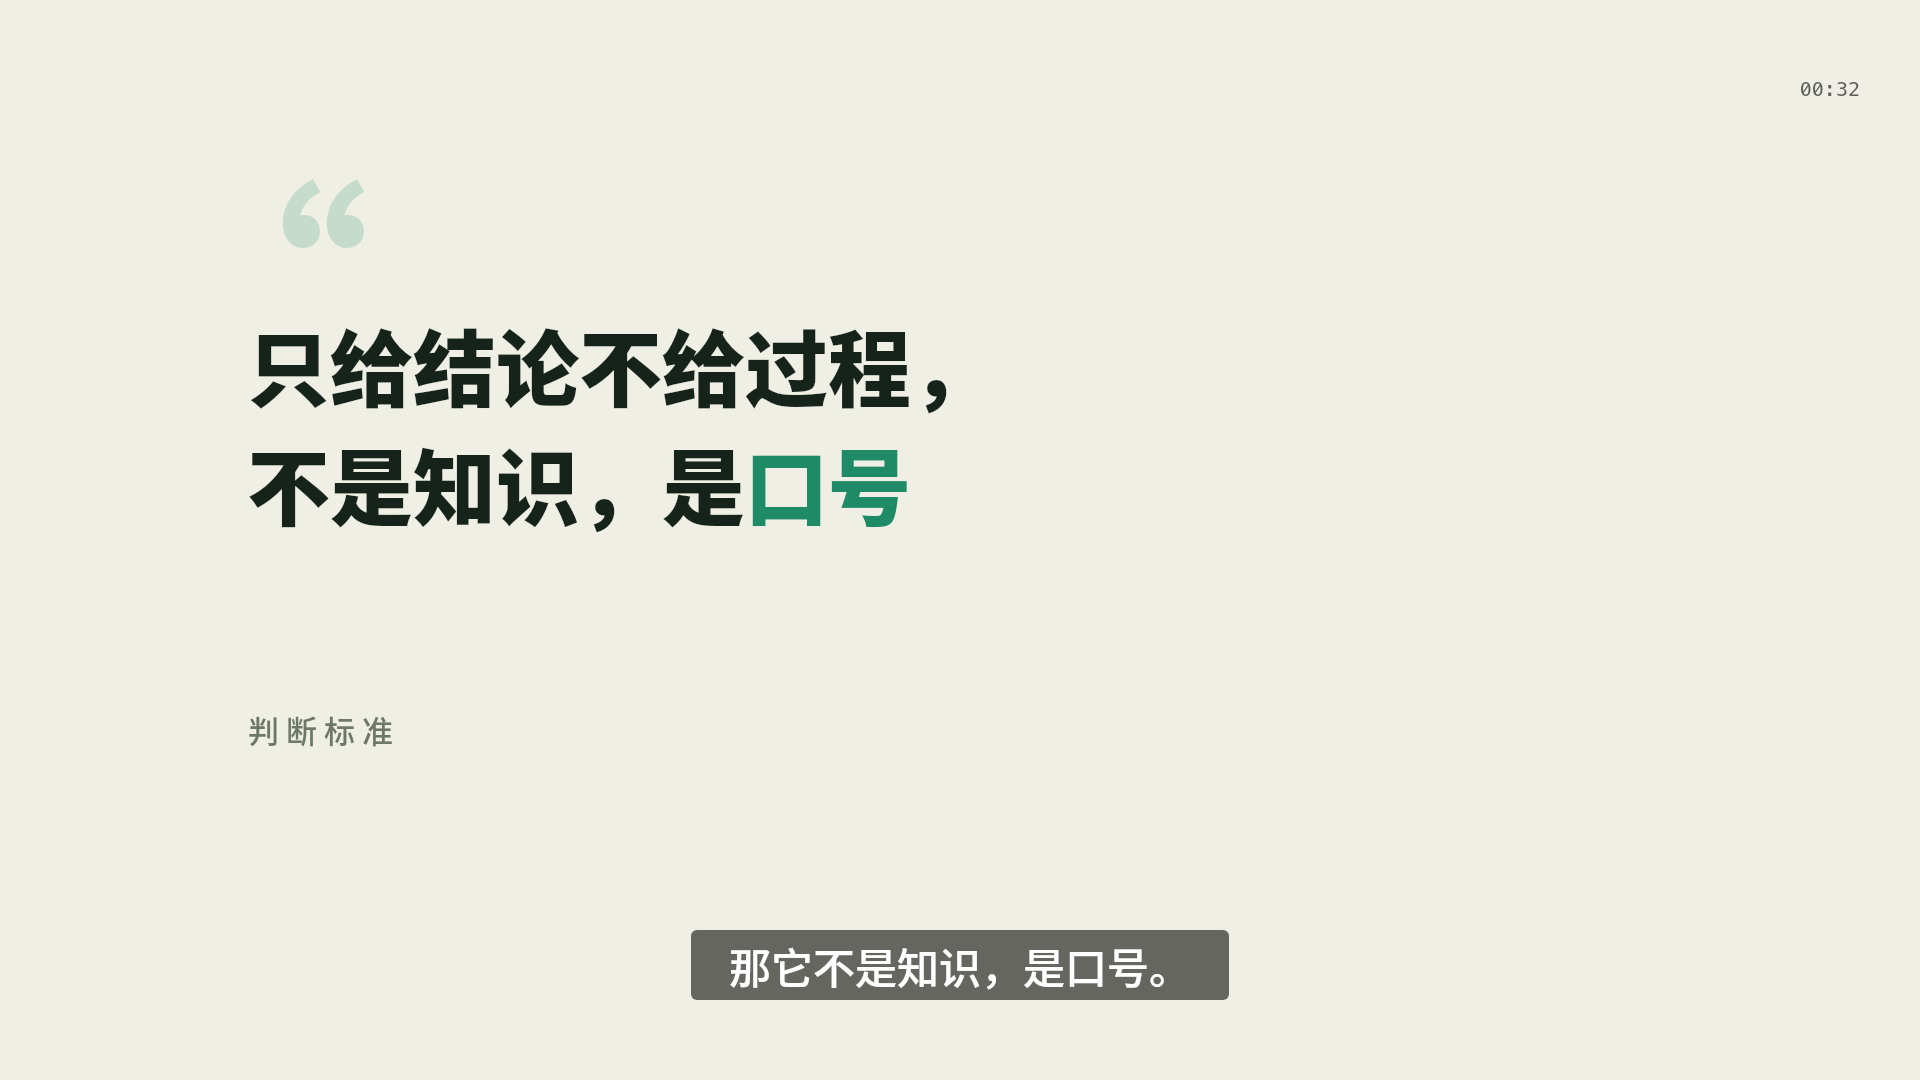 00:32
“
只给结论不给过程，
不是知识，是口号
判断标准
那它不是知识，是口号。